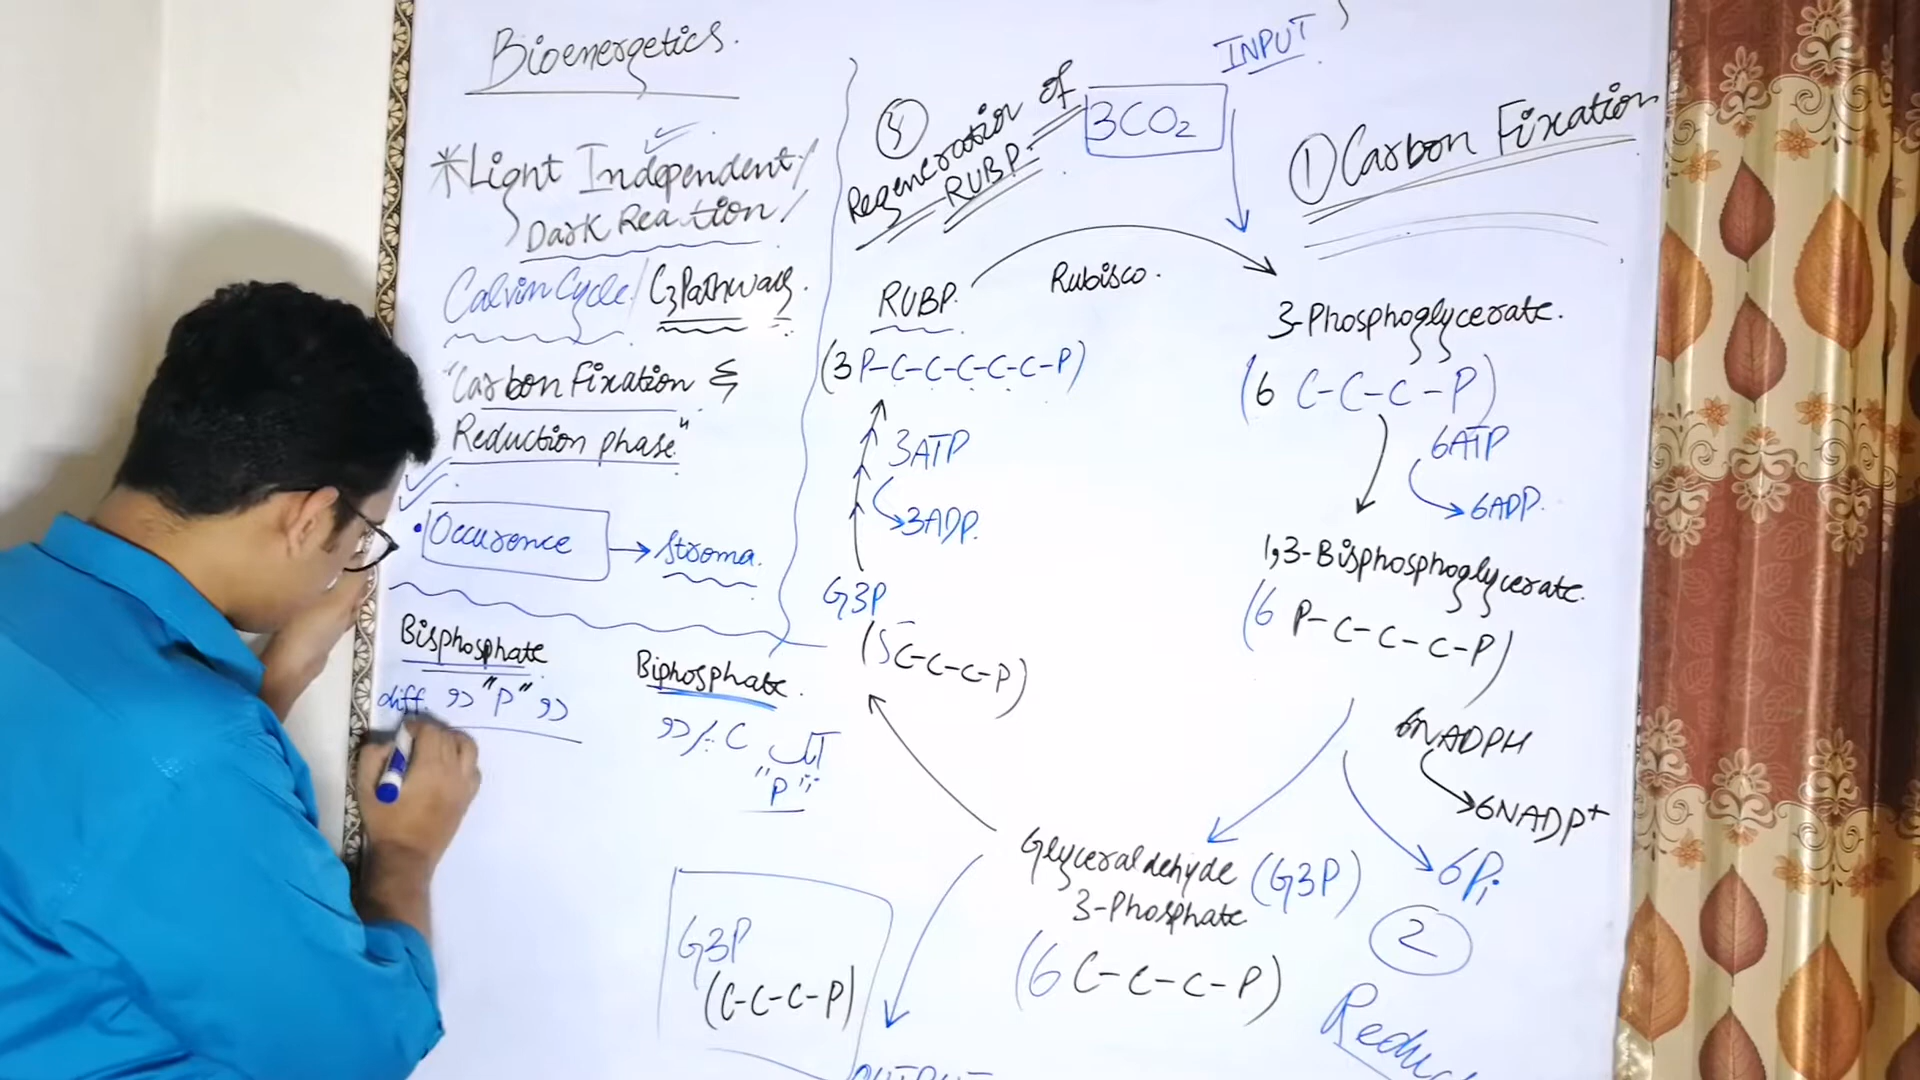 Bioenergetics.
*Light Independent/
Dark Reaction/
Calvin Cycle/ C3 Pathway.
"Carbon Fixation &
Reduction phase"
• Occurence → Stroma.
Bisphosphate
diff. دو "P" دو
Biphosphate.
C
"P"
INPUT
3CO2
Regeneration of
RUBP.
① Carbon Fixation
RUBP.
Rubisco.
(3 P-C-C-C-C-C-P)
3-Phosphoglycerate.
(6 C-C-C-P)
6ATP
6ADP.
1,3-Bisphosphoglycerate.
(6 P-C-C-C-P)
6NADPH
6NADP+
6Pi
②
Glyceraldehyde (G3P)
3-Phosphate
(6 C-C-C-P)
3ATP
3ADP.
G3P
(5 C-C-C-P)
G3P
(C-C-C-P)